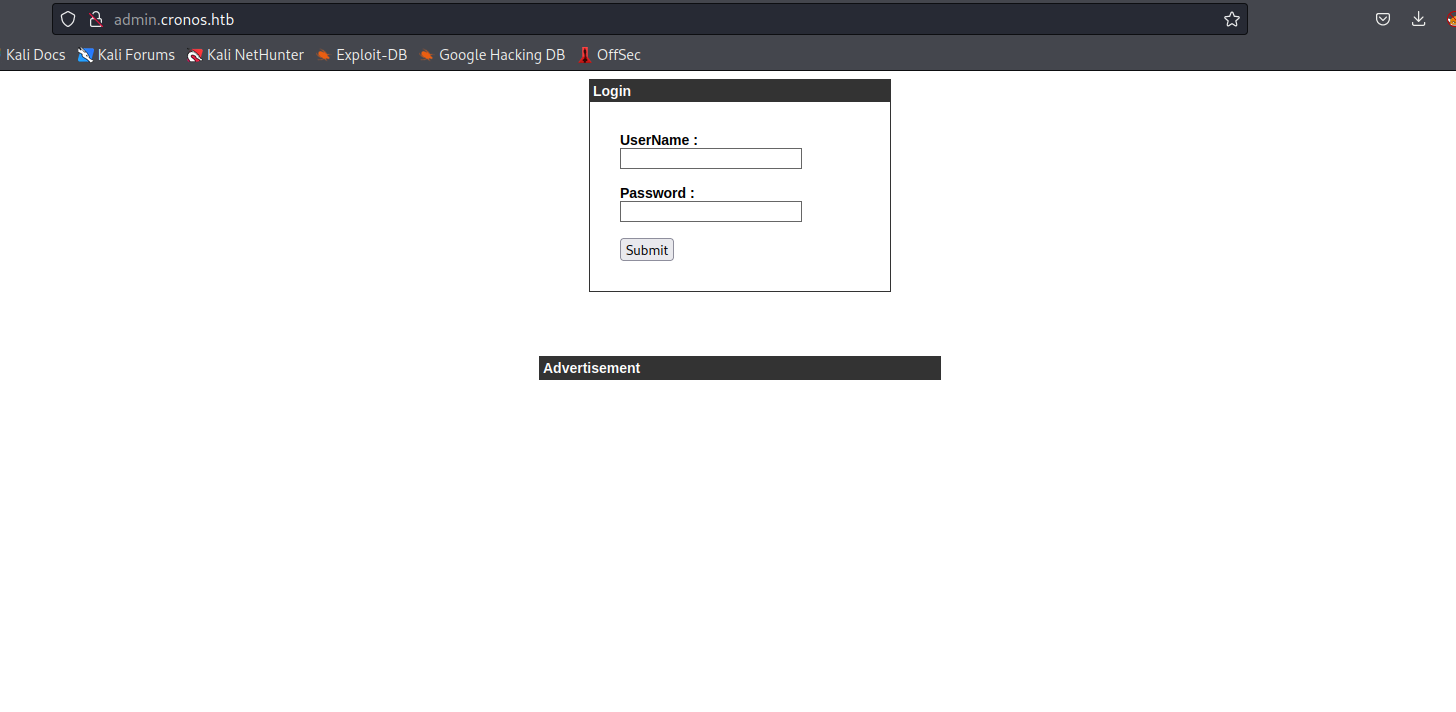 admin.cronos.htb
Kali Docs Kali Forums Kali NetHunter Exploit-DB Google Hacking DB OffSec
Login
UserName :
Password :
Submit
Advertisement